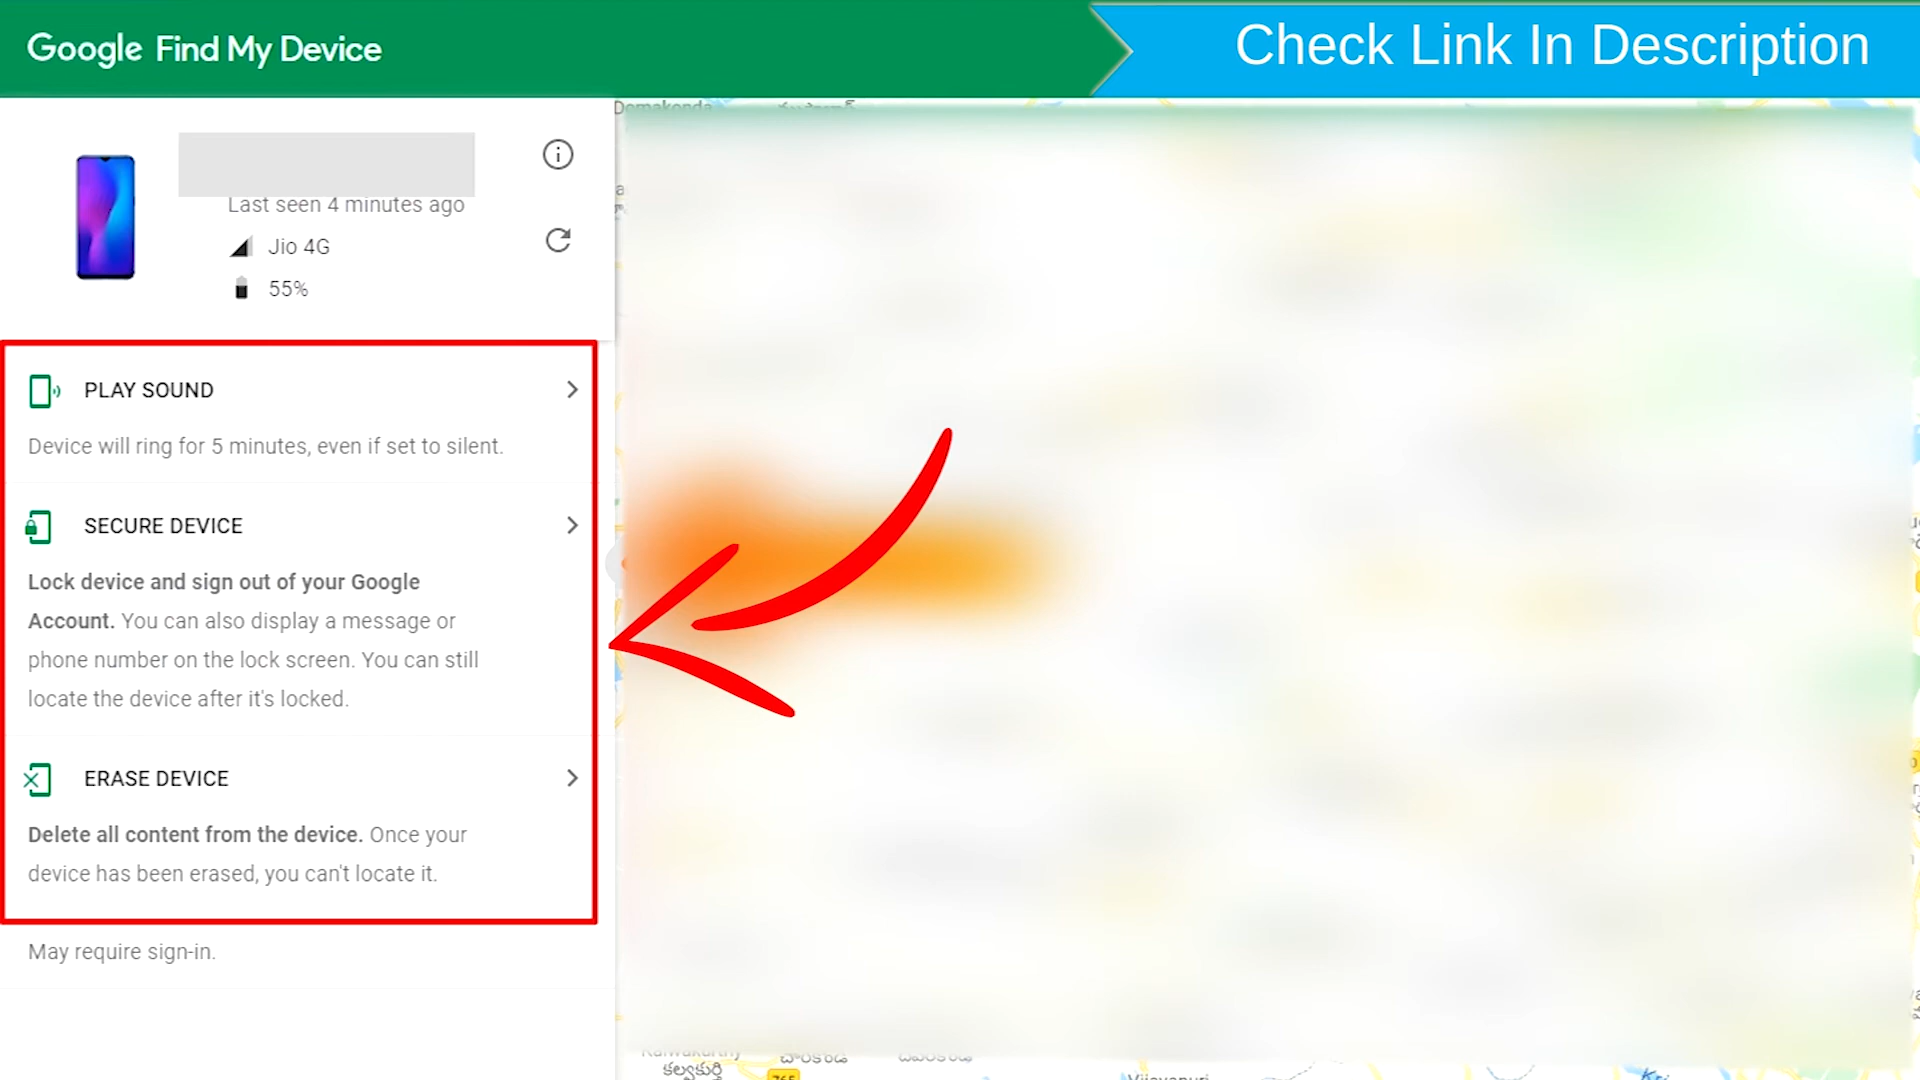 Google Find My Device
Check Link In Description
Last seen 4 minutes ago
Jio 4G
55%
PLAY SOUND
Device will ring for 5 minutes, even if set to silent.
SECURE DEVICE
Lock device and sign out of your Google
Account. You can also display a message or
phone number on the lock screen. You can still
locate the device after it's locked.
ERASE DEVICE
Delete all content from the device. Once your
device has been erased, you can't locate it.
May require sign-in.
Domakonda
కల్వకుర్తి
765